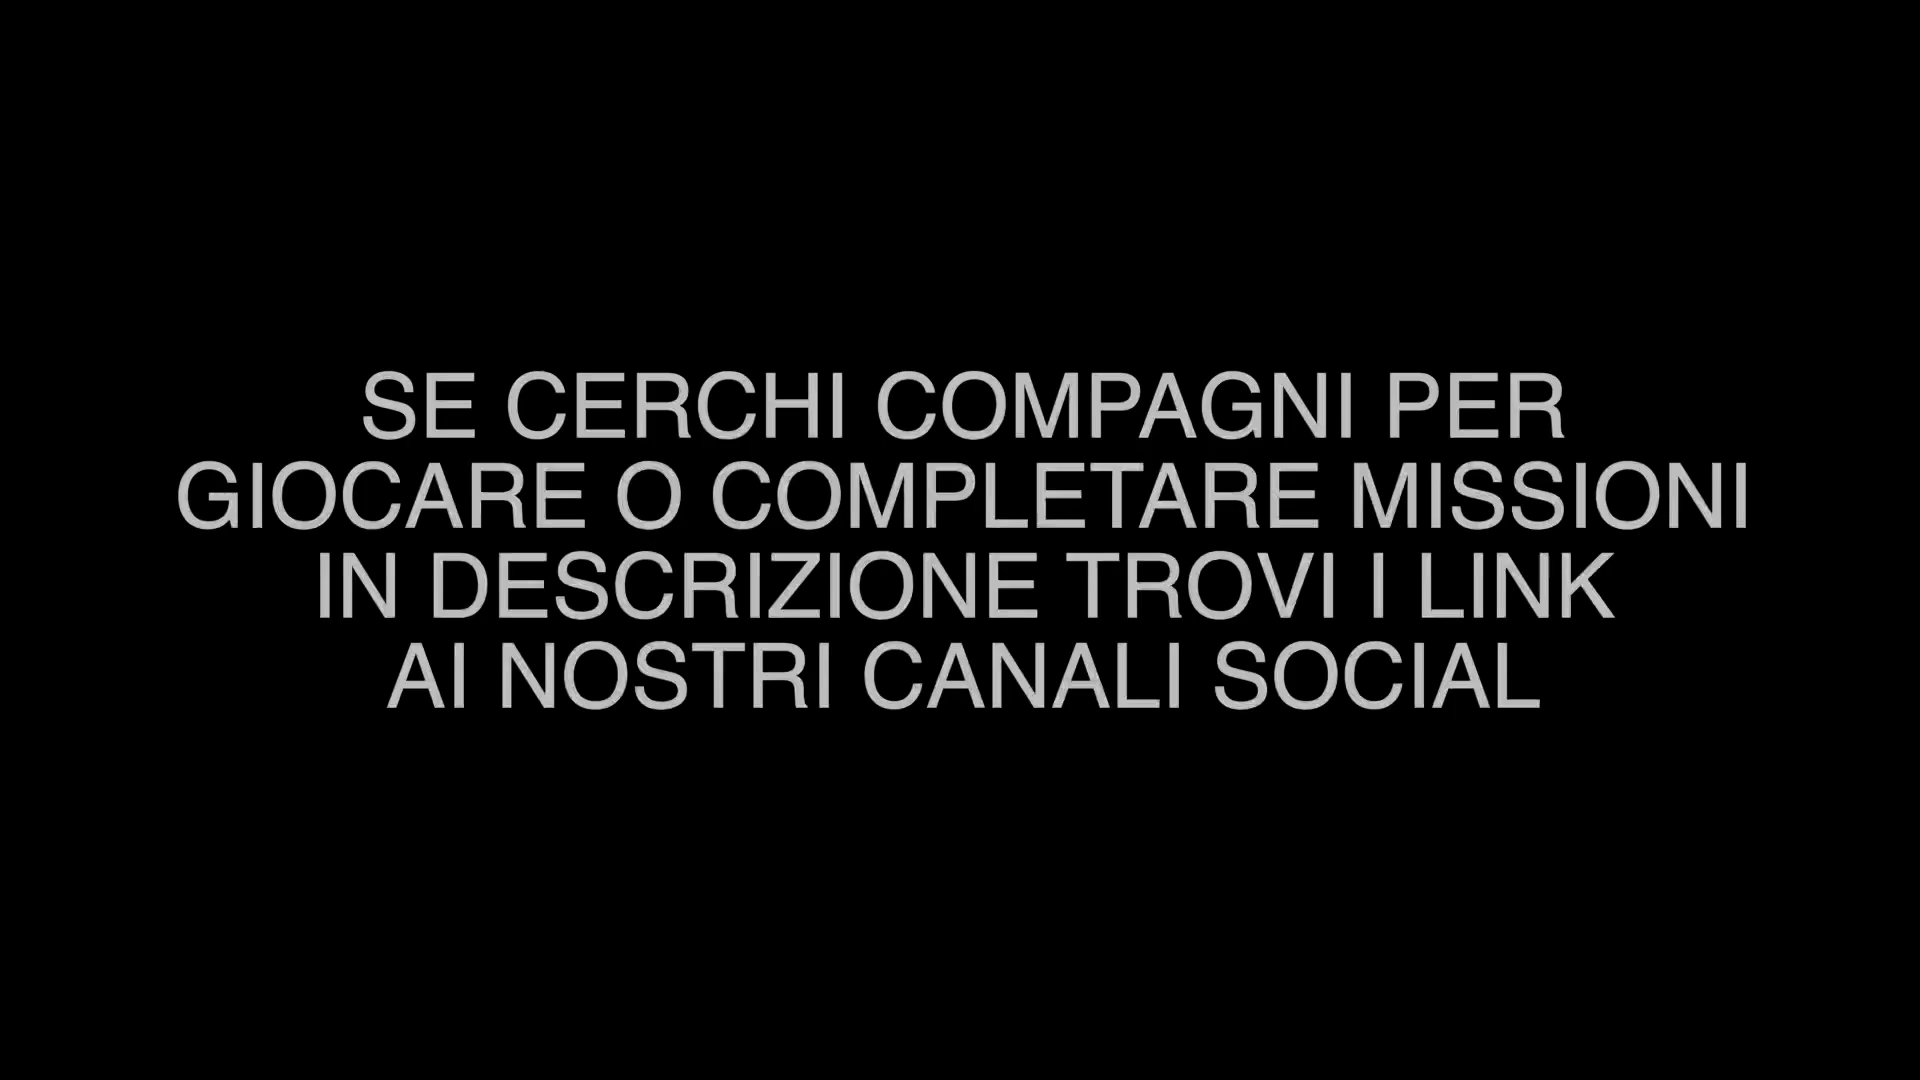 SE CERCHI COMPAGNI PER
GIOCARE O COMPLETARE MISSIONI
IN DESCRIZIONE TROVI I LINK
AI NOSTRI CANALI SOCIAL